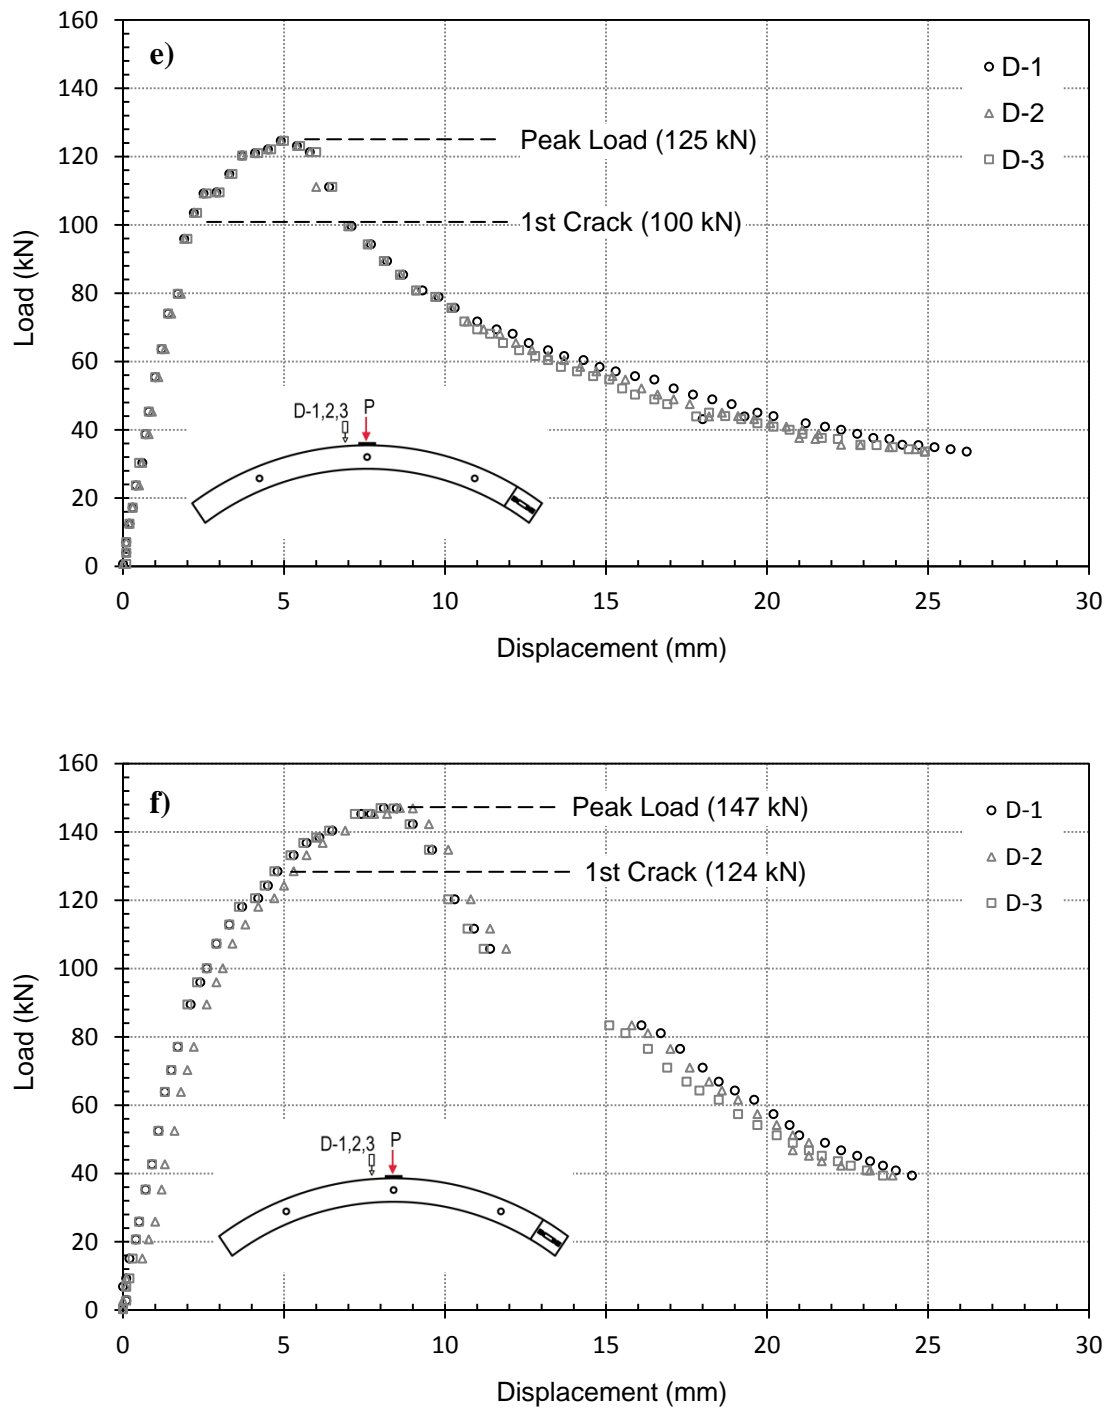 160
e)
D-1
140
D-2
Peak Load (125 kN)
120
D-3
1st Crack (100 kN)
100
Load (kN)
80
60
40
D-1,2,3 P
20
0
0 5 10 15 20 25 30
Displacement (mm)
160
f)
Peak Load (147 kN)
D-1
140
D-2
1st Crack (124 kN)
120
D-3
100
Load (kN)
80
60
D-1,2,3 P
40
20
0
0 5 10 15 20 25 30
Displacement (mm)